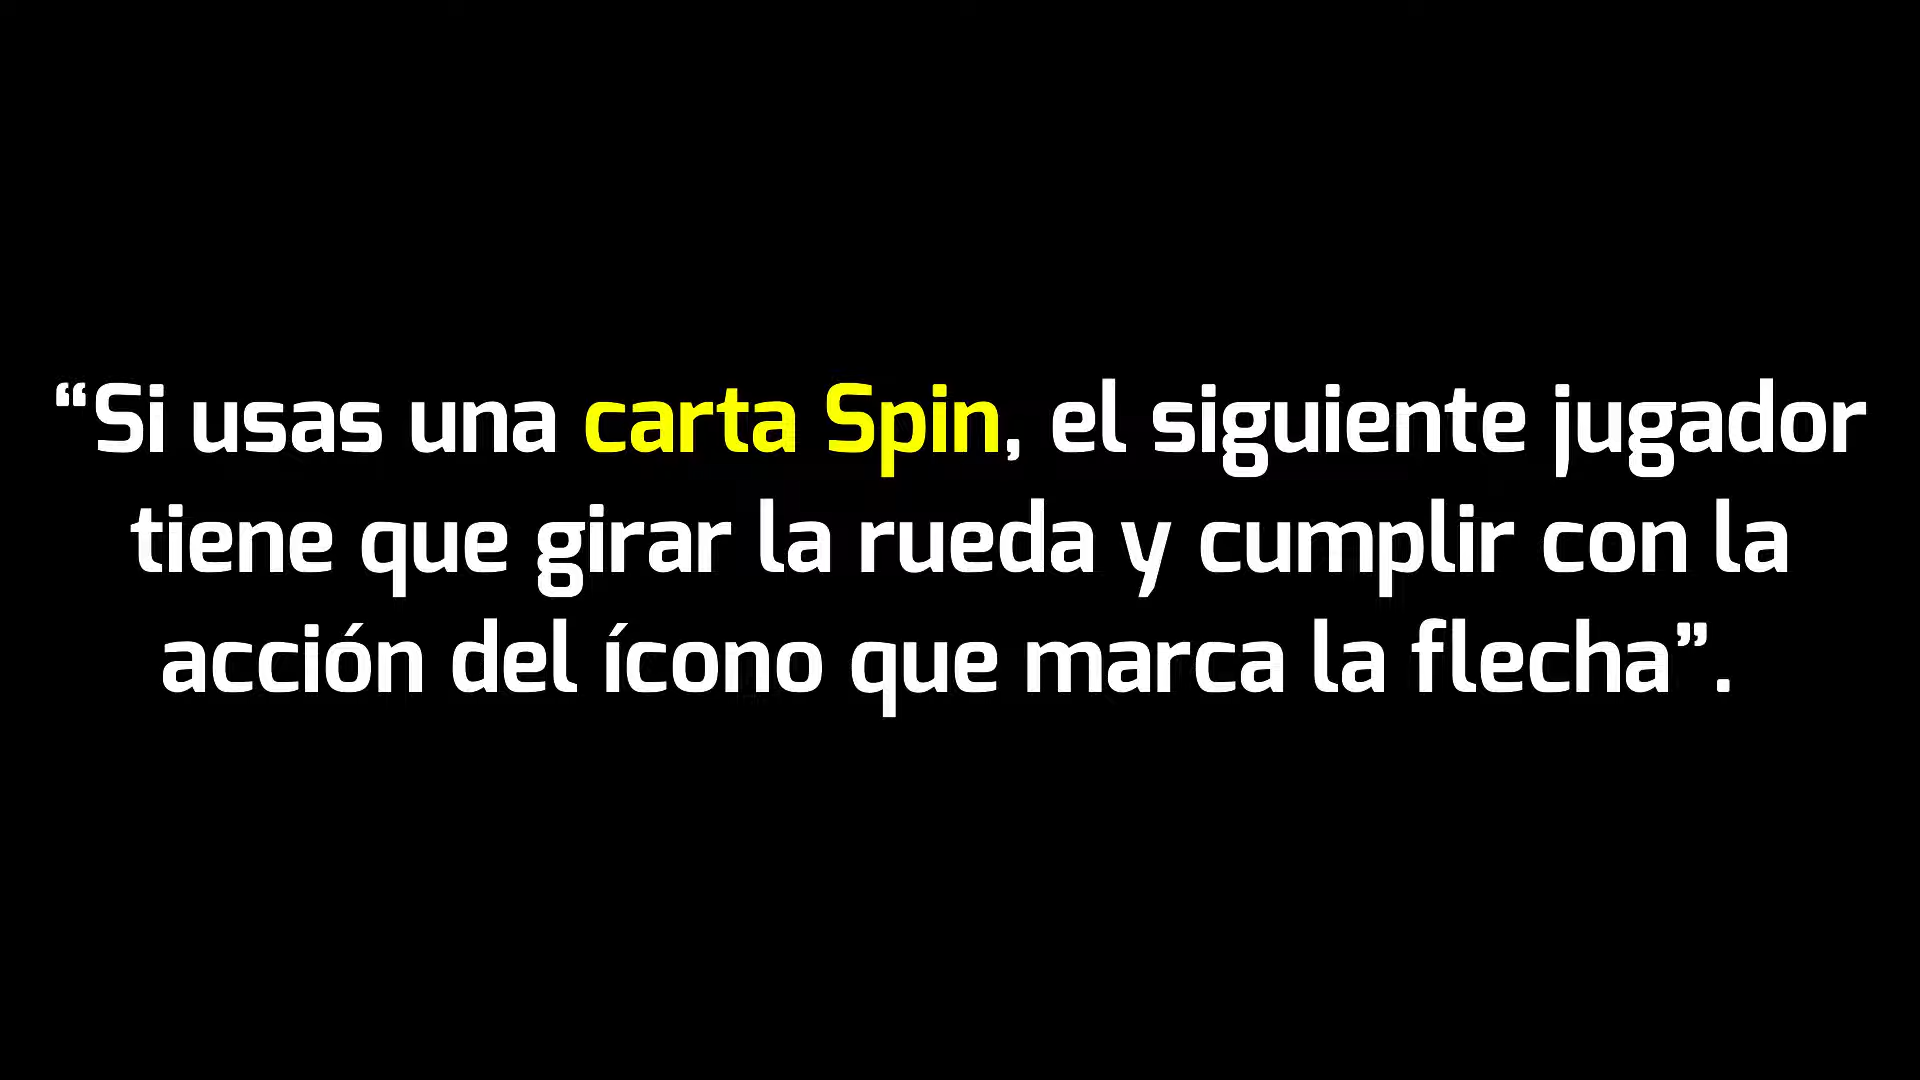 “Si usas una carta Spin, el siguiente jugador
tiene que girar la rueda y cumplir con la
acción del ícono que marca la flecha”.